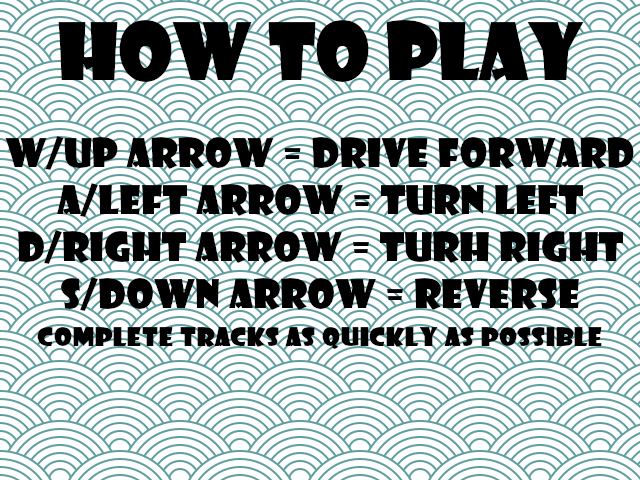 HOW TO PLAY
W/UP ARROW = DRIVE FORWARD
A/LEFT ARROW = TURN LEFT
D/RIGHT ARROW = TURH RIGHT
S/DOWN ARROW = REVERSE
COMPLETE TRACKS AS QUICKLY AS POSSIBLE